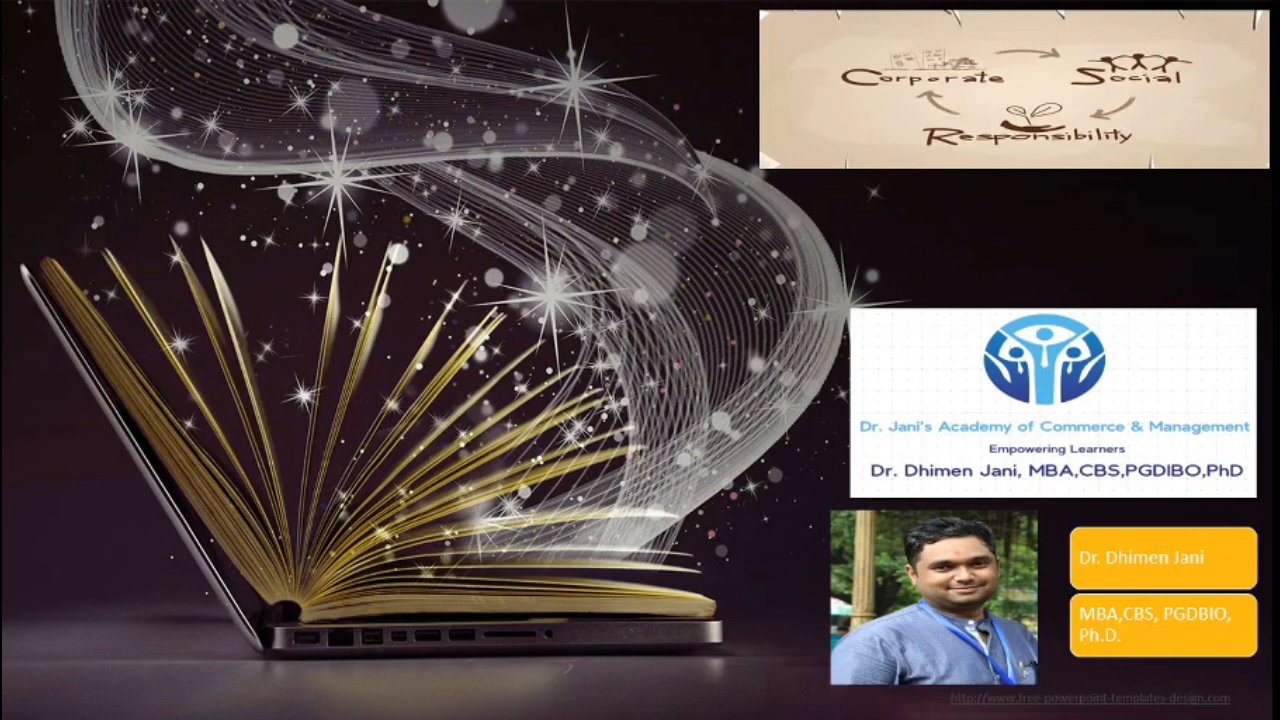 Corporate Social
Responsibility
Dr. Jani's Academy of Commerce & Management
Empowering Learners
Dr. Dhimen Jani, MBA,CBS,PGDIBO,PhD
Dr. Dhimen Jani
MBA,CBS, PGDBIO,
Ph.D.
http://www.free-powerpoint-templates-design.com